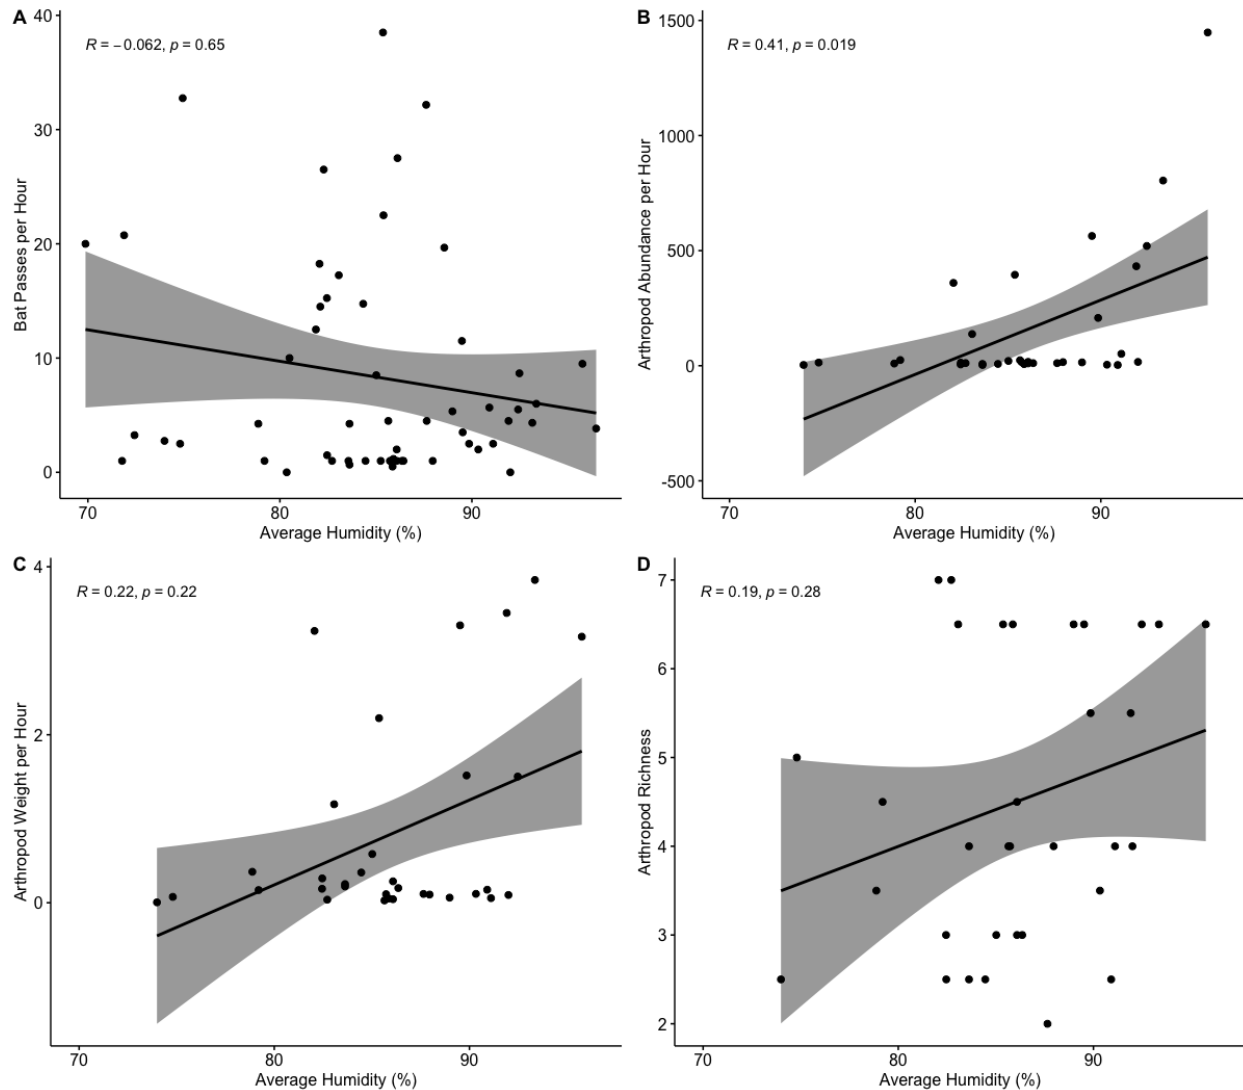 A
R = −0.062, p = 0.65
40
30
20
10
0
Bat Passes per Hour
70 80 90
Average Humidity (%)
B
R = 0.41, p = 0.019
1500
1000
500
0
-500
Arthropod Abundance per Hour
70 80 90
Average Humidity (%)
C
R = 0.22, p = 0.22
4
2
0
Arthropod Weight per Hour
70 80 90
Average Humidity (%)
D
R = 0.19, p = 0.28
7
6
5
4
3
2
Arthropod Richness
70 80 90
Average Humidity (%)